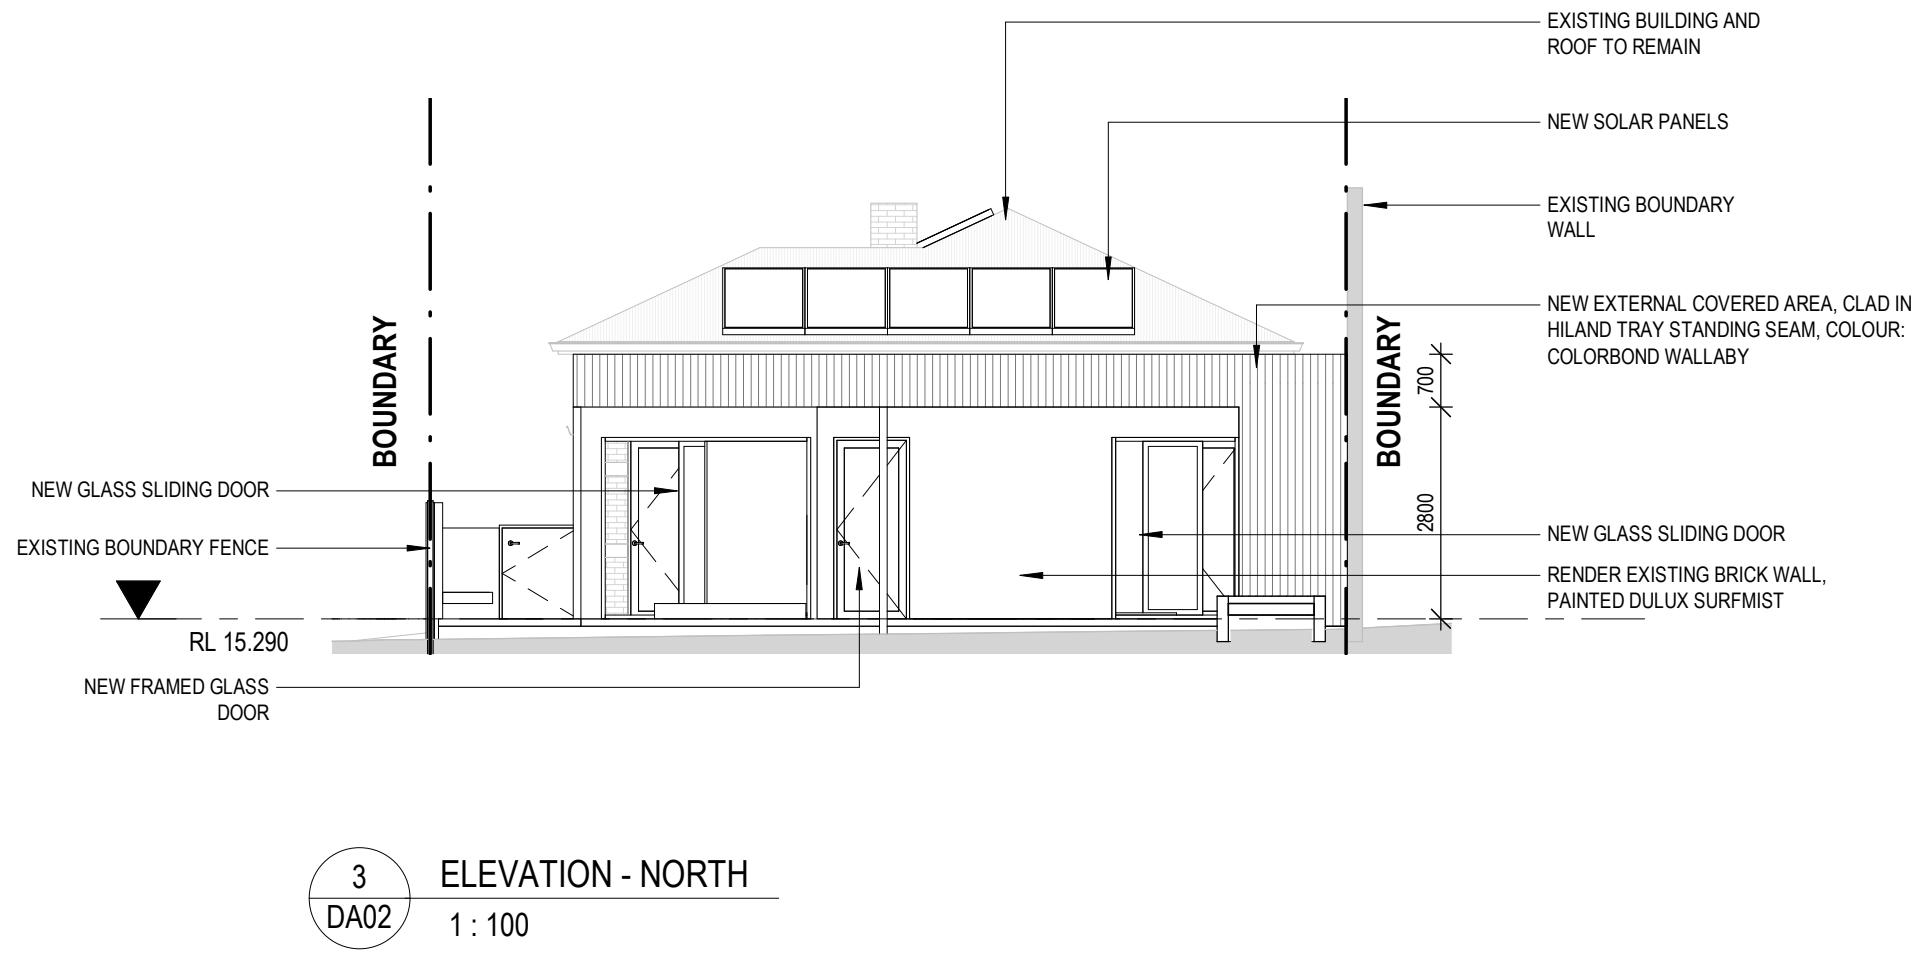 EXISTING BUILDING AND
ROOF TO REMAIN
NEW SOLAR PANELS
EXISTING BOUNDARY
WALL
NEW EXTERNAL COVERED AREA, CLAD IN
HILAND TRAY STANDING SEAM, COLOUR:
COLORBOND WALLABY
BOUNDARY
BOUNDARY
700
2800
NEW GLASS SLIDING DOOR
EXISTING BOUNDARY FENCE
NEW GLASS SLIDING DOOR
RENDER EXISTING BRICK WALL,
PAINTED DULUX SURFMIST
RL 15.290
NEW FRAMED GLASS
DOOR
3
DA02
ELEVATION - NORTH
1 : 100